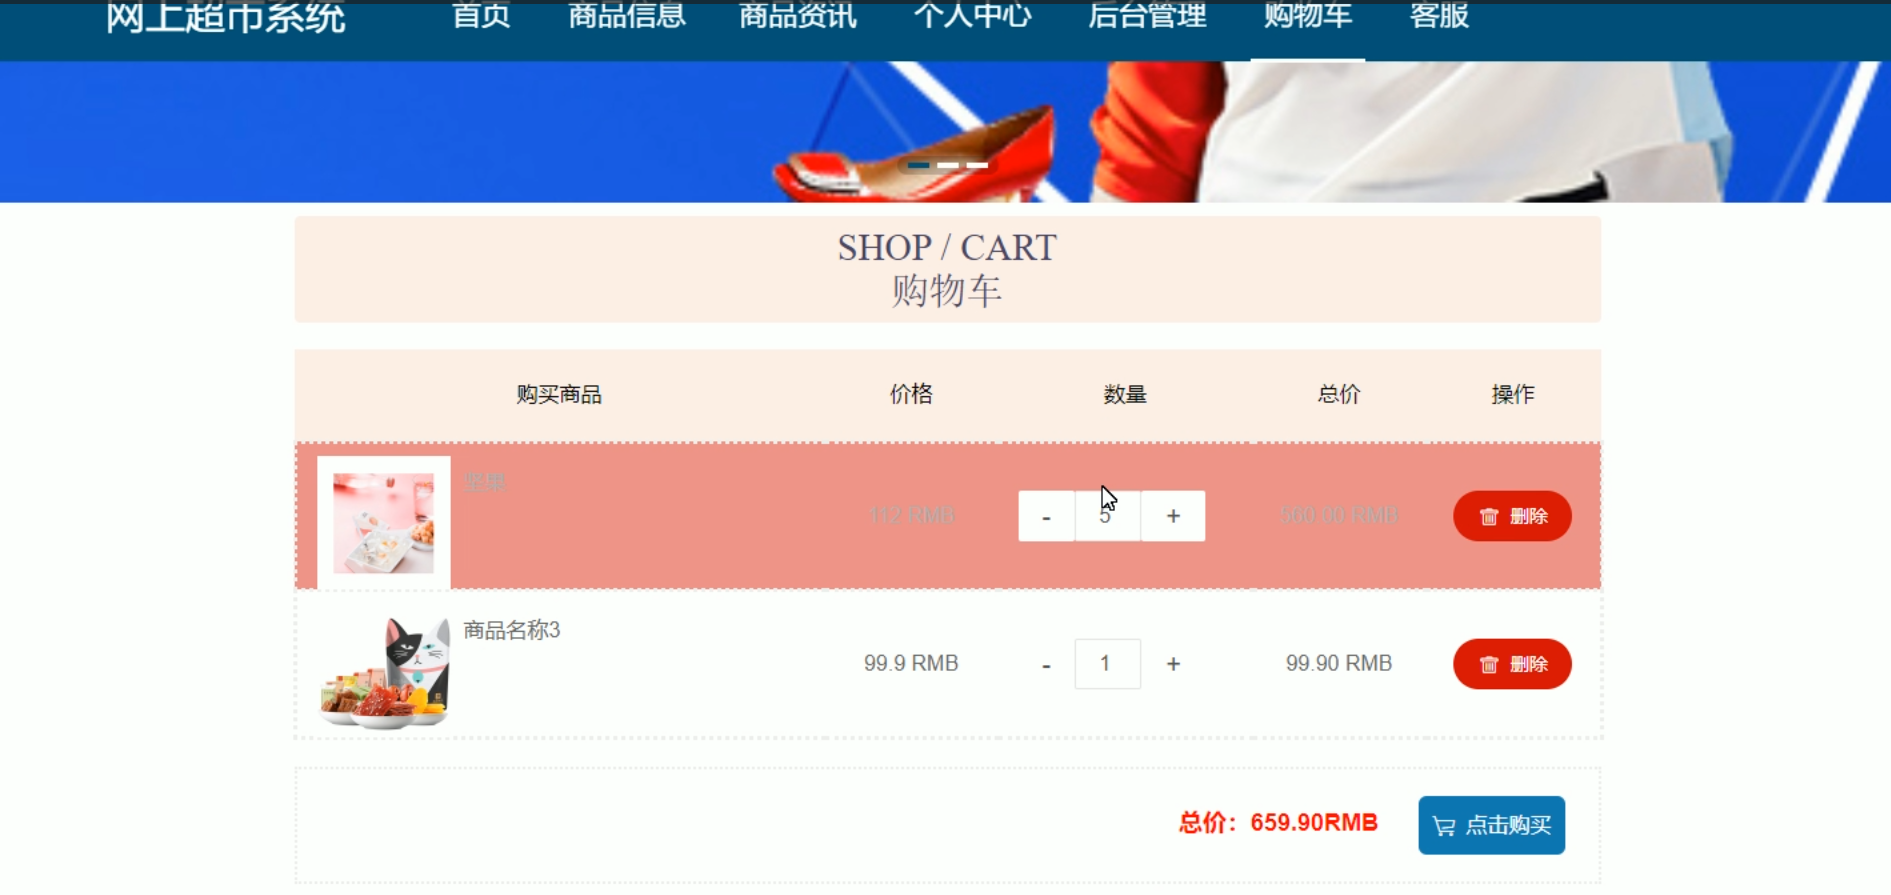 网上超市系统 首页 商品信息 商品资讯 个人中心 后台管理 购物车 客服
SHOP / CART
购物车
购买商品 价格 数量 总价 操作
坚果
112 RMB - 5 + 560.00 RMB 删除
商品名称3
99.9 RMB - 1 + 99.90 RMB 删除
总价：659.90RMB 点击购买